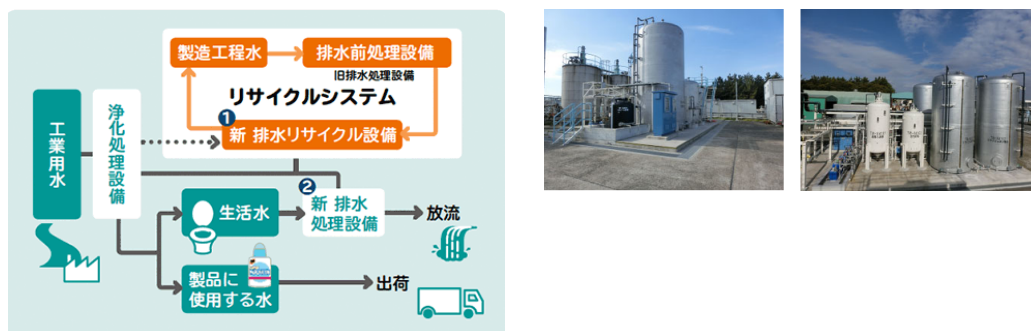 製造工程水
排水前処理設備
旧排水処理設備
リサイクルシステム
1
新 排水リサイクル設備
工業用水
浄化処理設備
2
生活水
新 排水
処理設備
放流
製品に
使用する水
出荷